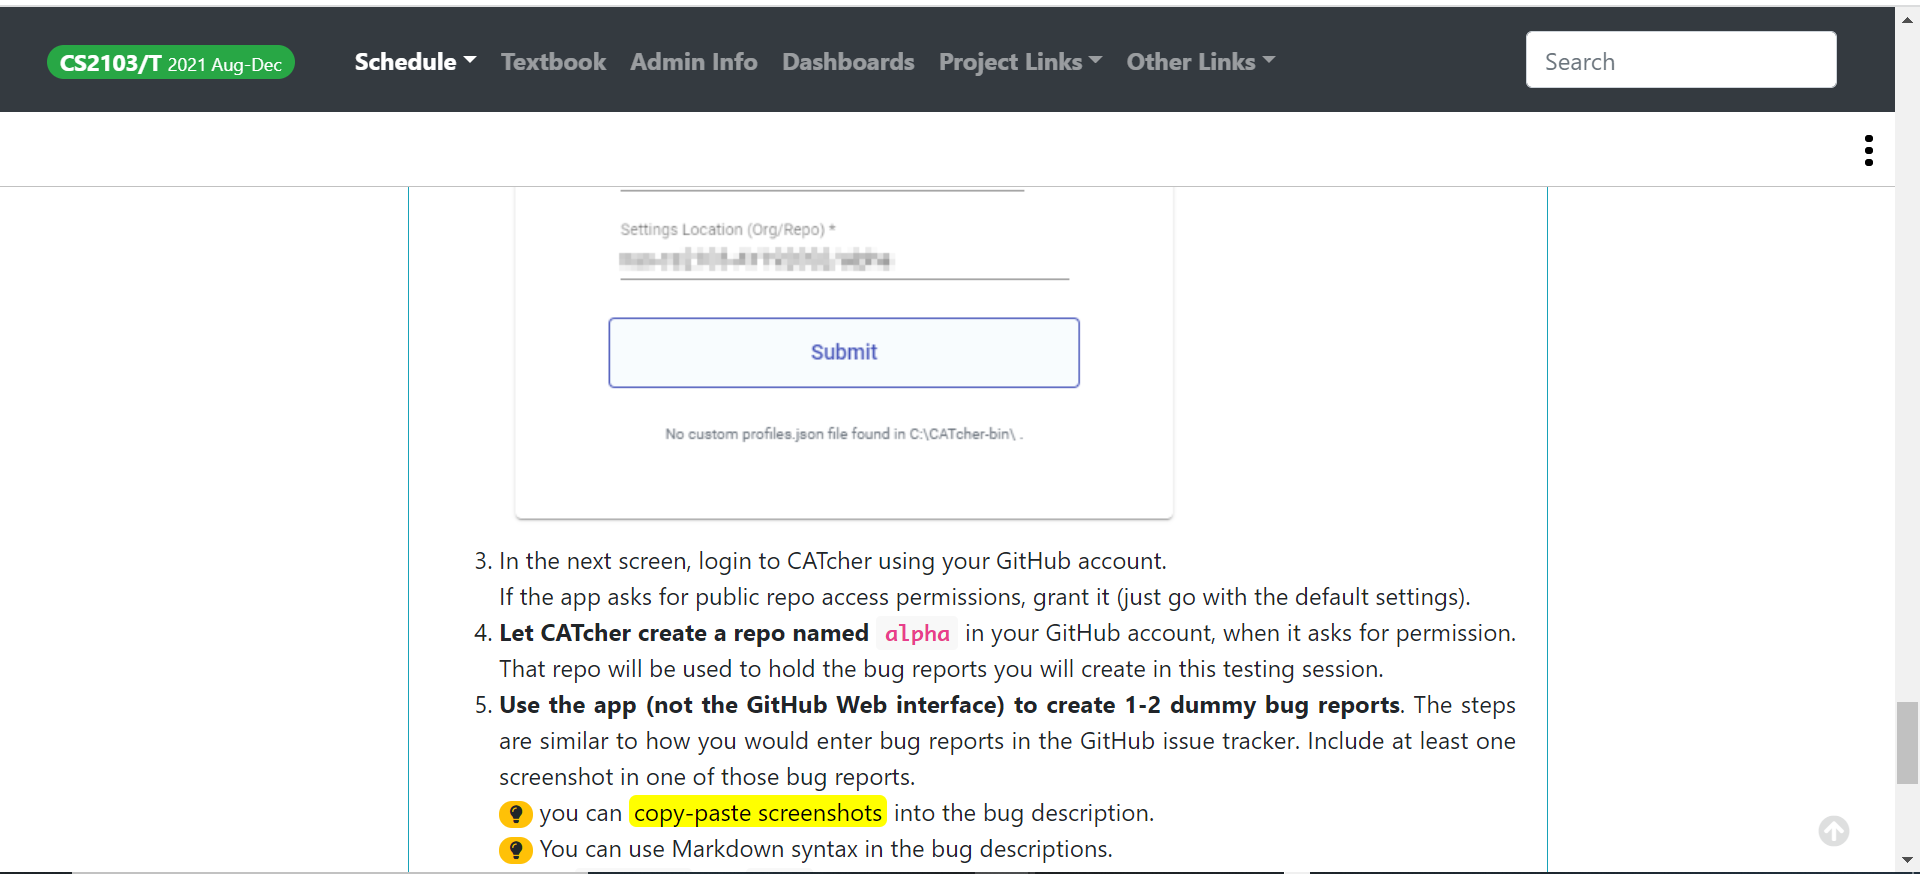 CS2103/T 2021 Aug-Dec
Schedule Textbook Admin Info Dashboards Project Links Other Links Search
Settings Location (Org/Repo) *
Submit
No custom profiles.json file found in C:\CATcher-bin\ .
3. In the next screen, login to CATcher using your GitHub account.
If the app asks for public repo access permissions, grant it (just go with the default settings).
4. Let CATcher create a repo named alpha in your GitHub account, when it asks for permission.
That repo will be used to hold the bug reports you will create in this testing session.
5. Use the app (not the GitHub Web interface) to create 1-2 dummy bug reports. The steps
are similar to how you would enter bug reports in the GitHub issue tracker. Include at least one
screenshot in one of those bug reports.
you can copy-paste screenshots into the bug description.
You can use Markdown syntax in the bug descriptions.